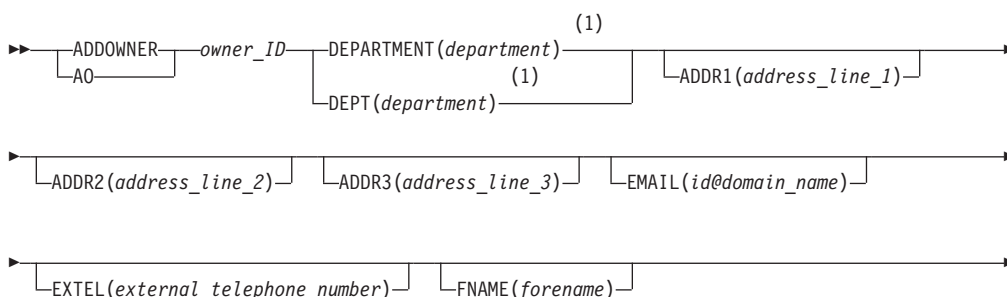 (1)
ADDOWNER owner_ID DEPARTMENT(department)
AO (1) ADDR1(address_line_1)
DEPT(department)
ADDR2(address_line_2) ADDR3(address_line_3) EMAIL(id@domain_name)
EXTEL(external telephone number) FNAME(forename)